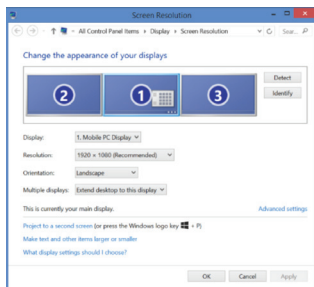 Screen Resolution
All Control Panel Items ▸ Display ▸ Screen Resolution
Change the appearance of your displays
2
1
3
Detect
Identify
Display: 1. Mobile PC Display
Resolution: 1920 × 1080 (Recommended)
Orientation: Landscape
Multiple displays: Extend desktop to this display
This is currently your main display.
Advanced settings
Project to a second screen (or press the Windows logo key + P)
Make text and other items larger or smaller
What display settings should I choose?
OK Cancel Apply